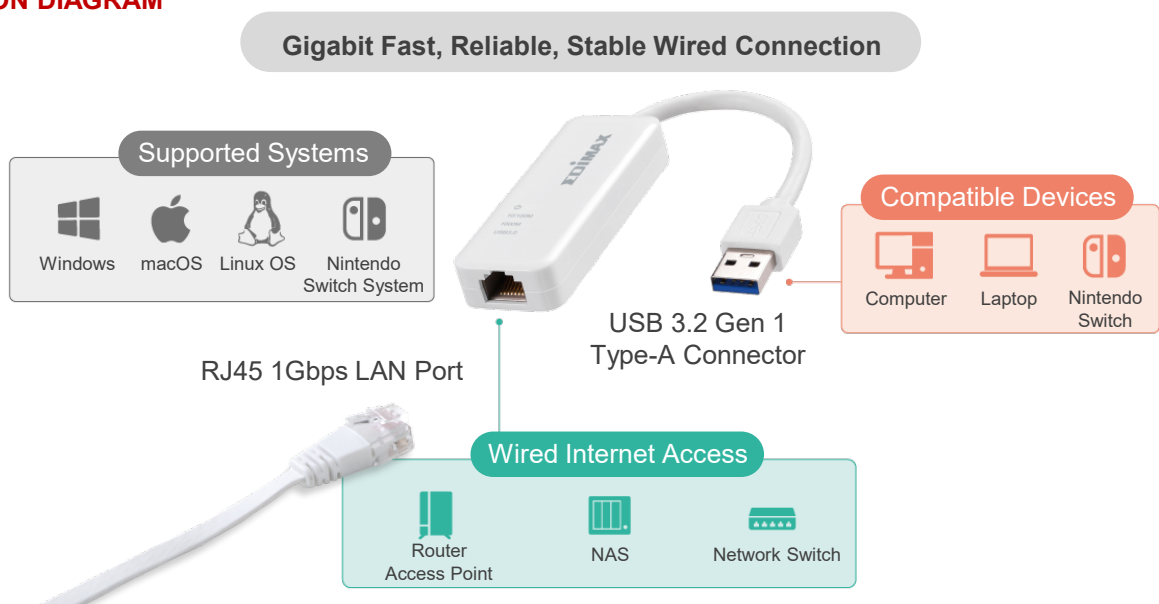 ON DIAGRAM
Gigabit Fast, Reliable, Stable Wired Connection
EDIMAX
Supported Systems
Windows
macOS
Linux OS
Nintendo
Switch System
Compatible Devices
Computer
Laptop
Nintendo
Switch
USB 3.2 Gen 1
Type-A Connector
RJ45 1Gbps LAN Port
Wired Internet Access
Router
Access Point
NAS
Network Switch